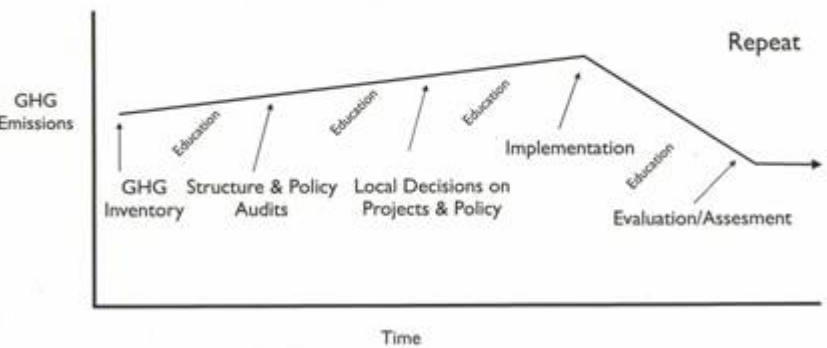 Repeat
GHG
Emissions
Education
Education
Education
Implementation
Education
GHG
Inventory
Structure & Policy
Audits
Local Decisions on
Projects & Policy
Evaluation/Assesment
Time